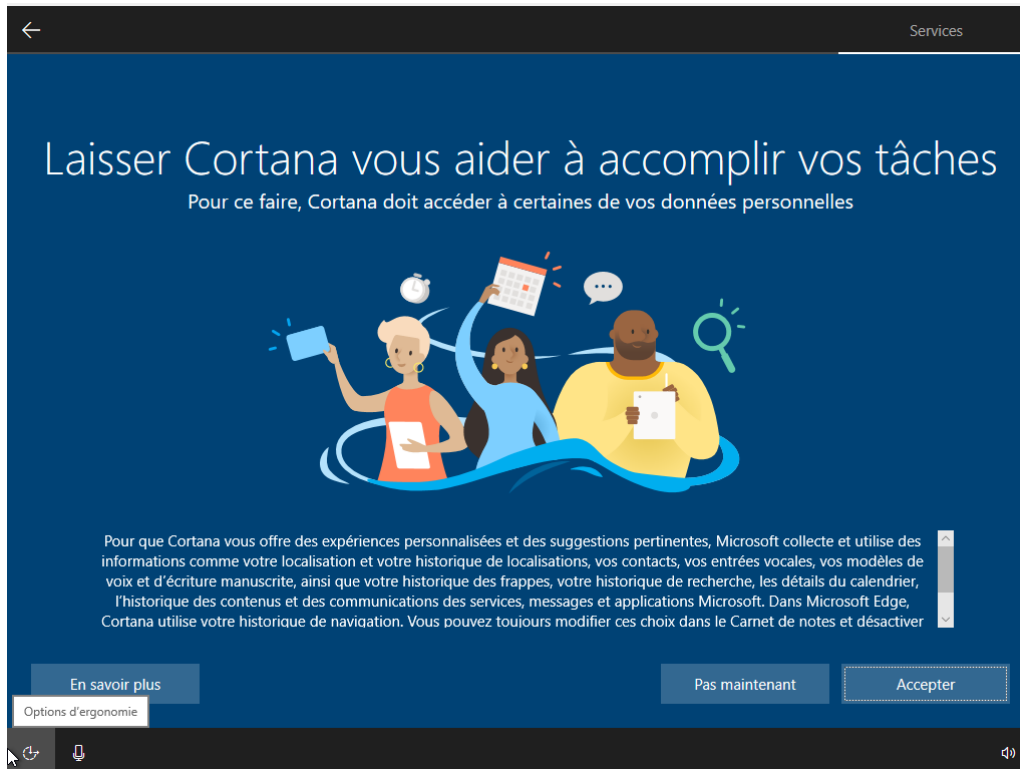 Services
Laisser Cortana vous aider à accomplir vos tâches
Pour ce faire, Cortana doit accéder à certaines de vos données personnelles
Pour que Cortana vous offre des expériences personnalisées et des suggestions pertinentes, Microsoft collecte et utilise des
informations comme votre localisation et votre historique de localisations, vos contacts, vos entrées vocales, vos modèles de
voix et d’écriture manuscrite, ainsi que votre historique des frappes, votre historique de recherche, les détails du calendrier,
l’historique des contenus et des communications des services, messages et applications Microsoft. Dans Microsoft Edge,
Cortana utilise votre historique de navigation. Vous pouvez toujours modifier ces choix dans le Carnet de notes et désactiver
En savoir plus
Pas maintenant
Accepter
Options d'ergonomie